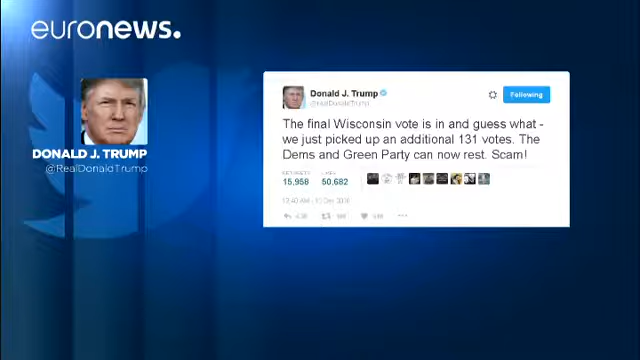 euronews.
DONALD J. TRUMP
@RealDonaldTrump
Donald J. Trump
@realDonaldTrump
Following
The final Wisconsin vote is in and guess what -
we just picked up an additional 131 votes. The
Dems and Green Party can now rest. Scam!
RETWEETS LIKES
15,958 50,682